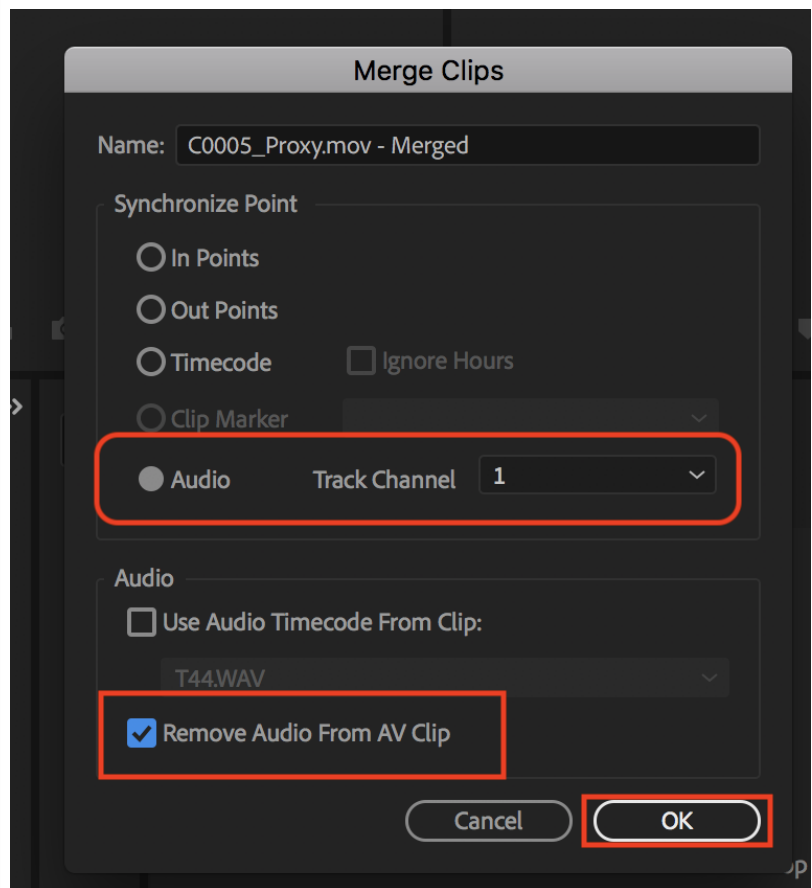 Merge Clips
Name: C0005_Proxy.mov - Merged
Synchronize Point
In Points
Out Points
Timecode Ignore Hours
Clip Marker
Audio Track Channel 1
Audio
Use Audio Timecode From Clip:
T44.WAV
Remove Audio From AV Clip
Cancel OK